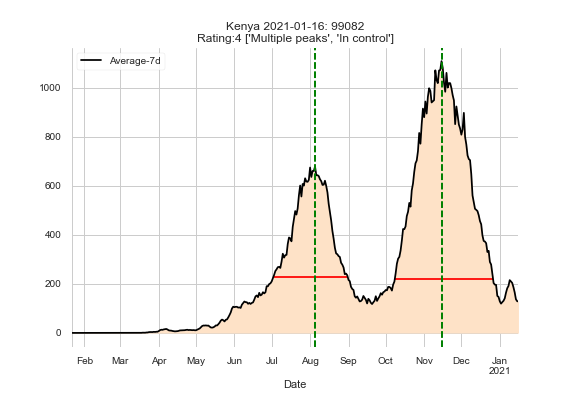 Kenya 2021-01-16: 99082
Rating:4 ['Multiple peaks', 'In control']
Average-7d
1000
800
600
400
200
0
Feb Mar Apr May Jun Jul Aug Sep Oct Nov Dec Jan
2021
Date